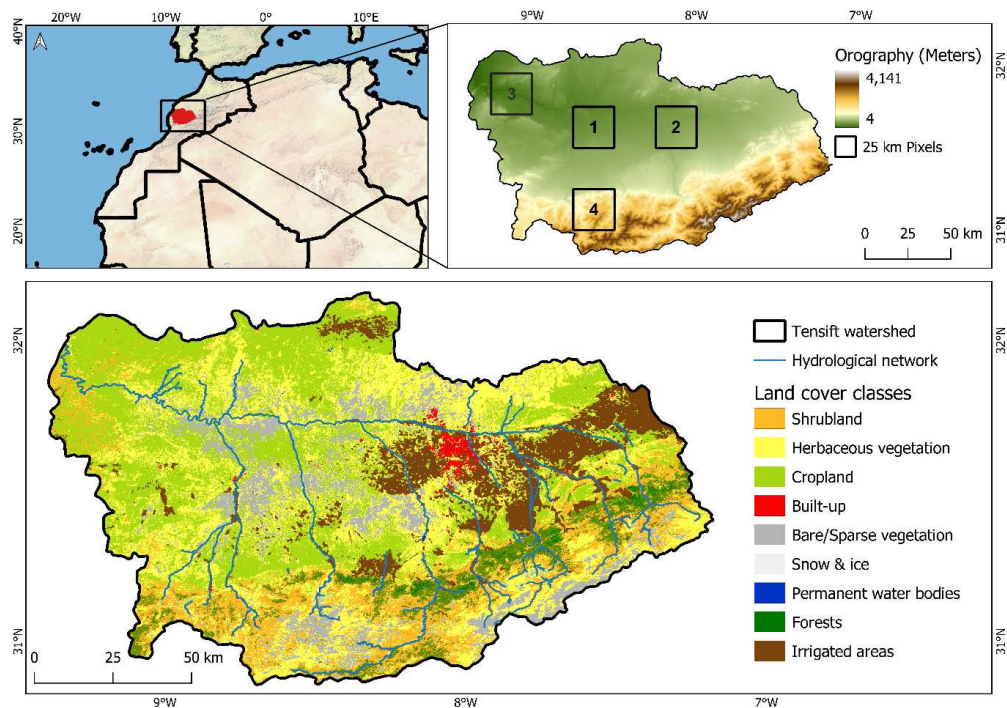 20°W 10°W 0° 10°E
9°W 8°W 7°W
40°N
30°N
20°N
32°N
31°N
Orography (Meters)
4,141
4
25 km Pixels
3
1
2
4
0 25 50 km
32°N
31°N
32°N
31°N
Tensift watershed
Hydrological network
Land cover classes
Shrubland
Herbaceous vegetation
Cropland
Built-up
Bare/Sparse vegetation
Snow & ice
Permanent water bodies
Forests
Irrigated areas
0 25 50 km
9°W 8°W 7°W